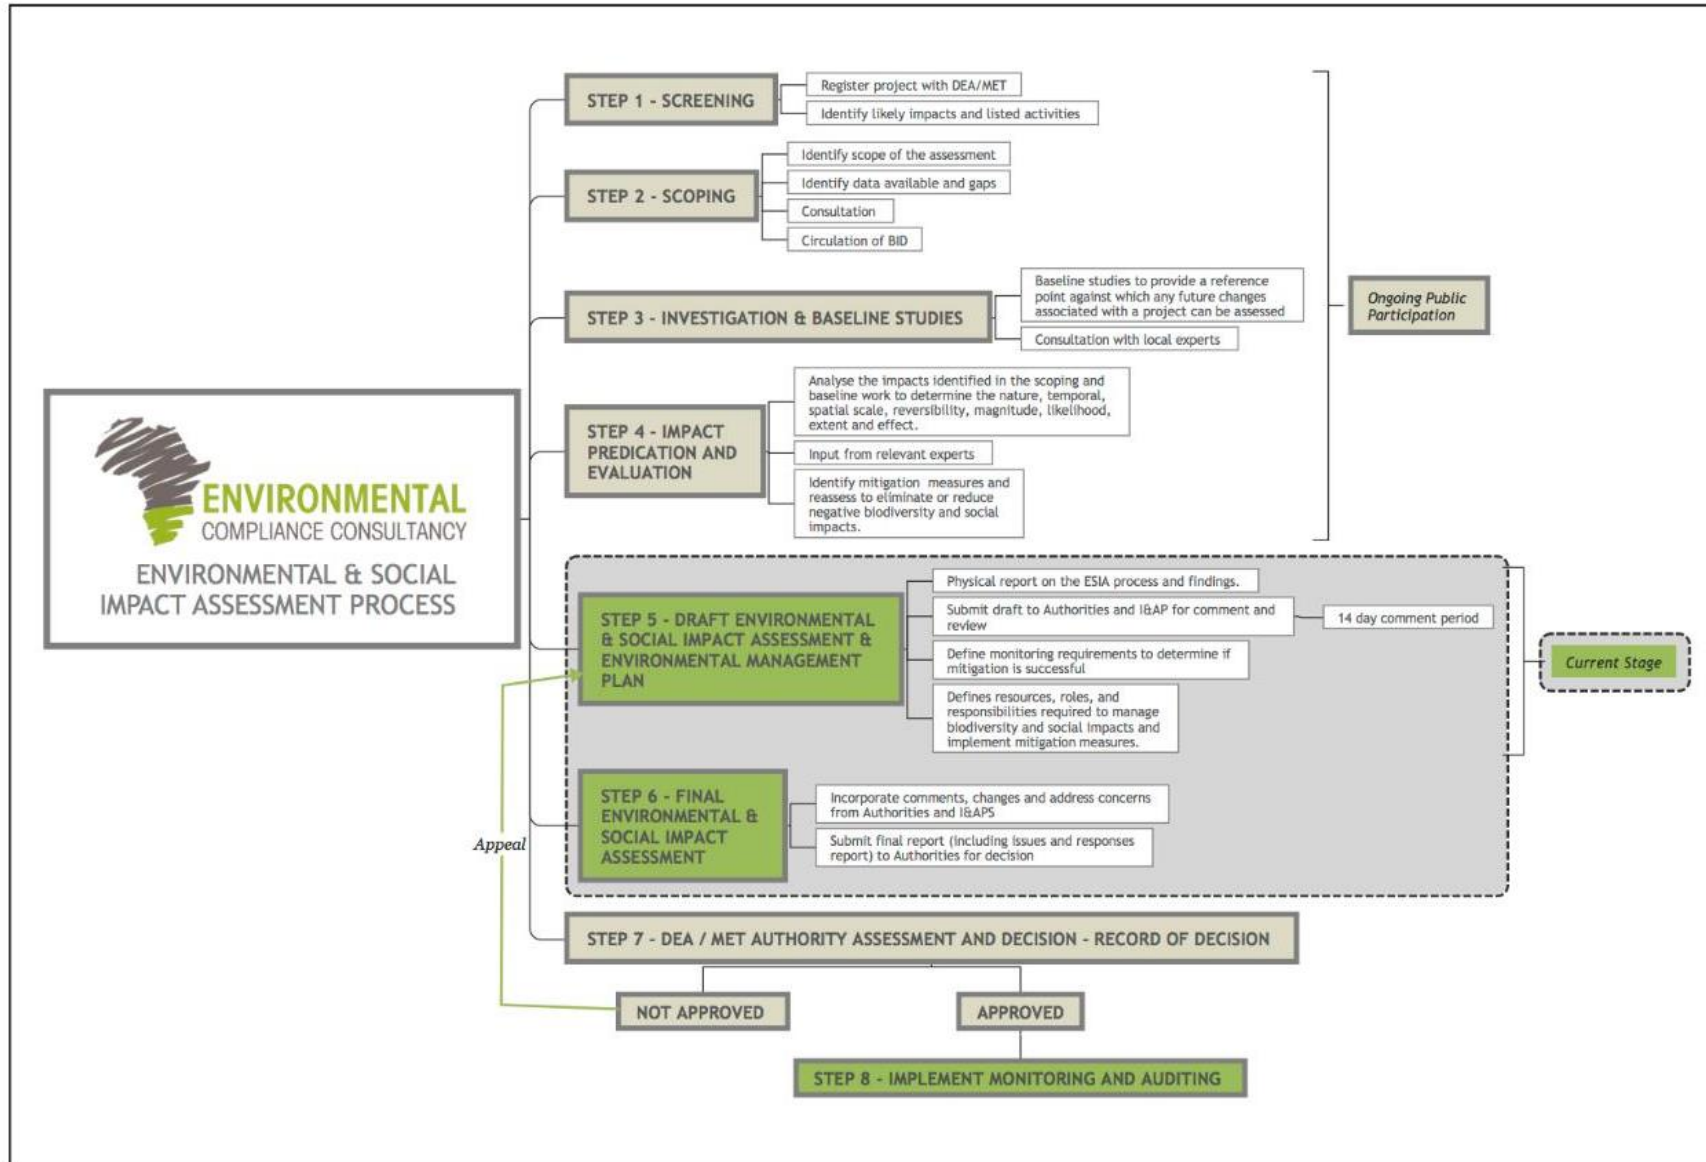 STEP 1 - SCREENING
Register project with DEA/MET
Identify likely impacts and listed activities
STEP 2 - SCOPING
Identify scope of the assessment
Identify data available and gaps
Consultation
Circulation of BID
STEP 3 - INVESTIGATION & BASELINE STUDIES
Baseline studies to provide a reference
point against which any future changes
associated with a project can be assessed
Consultation with local experts
Ongoing Public
Participation
STEP 4 - IMPACT
PREDICATION AND
EVALUATION
Analyse the impacts identified in the scoping and
baseline work to determine the nature, temporal,
spatial scale, reversibility, magnitude, likelihood,
extent and effect.
Input from relevant experts
Identify mitigation measures and
reassess to eliminate or reduce
negative biodiversity and social
impacts.
ENVIRONMENTAL
COMPLIANCE CONSULTANCY
ENVIRONMENTAL & SOCIAL
IMPACT ASSESSMENT PROCESS
STEP 5 - DRAFT ENVIRONMENTAL
& SOCIAL IMPACT ASSESSMENT &
ENVIRONMENTAL MANAGEMENT
PLAN
Physical report on the ESIA process and findings.
Submit draft to Authorities and I&AP for comment and
review
14 day comment period
Define monitoring requirements to determine if
mitigation is successful
Defines resources, roles, and
responsibilities required to manage
biodiversity and social impacts and
implement mitigation measures.
Current Stage
STEP 6 - FINAL
ENVIRONMENTAL &
SOCIAL IMPACT
ASSESSMENT
Incorporate comments, changes and address concerns
from Authorities and I&APS
Submit final report (including issues and responses
report) to Authorities for decision
Appeal
STEP 7 - DEA / MET AUTHORITY ASSESSMENT AND DECISION - RECORD OF DECISION
NOT APPROVED
APPROVED
STEP 8 - IMPLEMENT MONITORING AND AUDITING